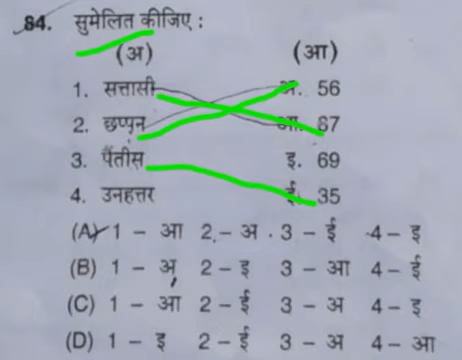 84. सुमेलित कीजिए :
(अ) (आ)
1. सत्तासी अ. 56
2. छप्पन आ. 87
3. पैंतीस इ. 69
4. उनहत्तर ई. 35
(A) 1 - आ 2 - अ 3 - ई 4 - इ
(B) 1 - अ 2 - इ 3 - आ 4 - ई
(C) 1 - आ 2 - ई 3 - अ 4 - इ
(D) 1 - इ 2 - ई 3 - अ 4 - आ